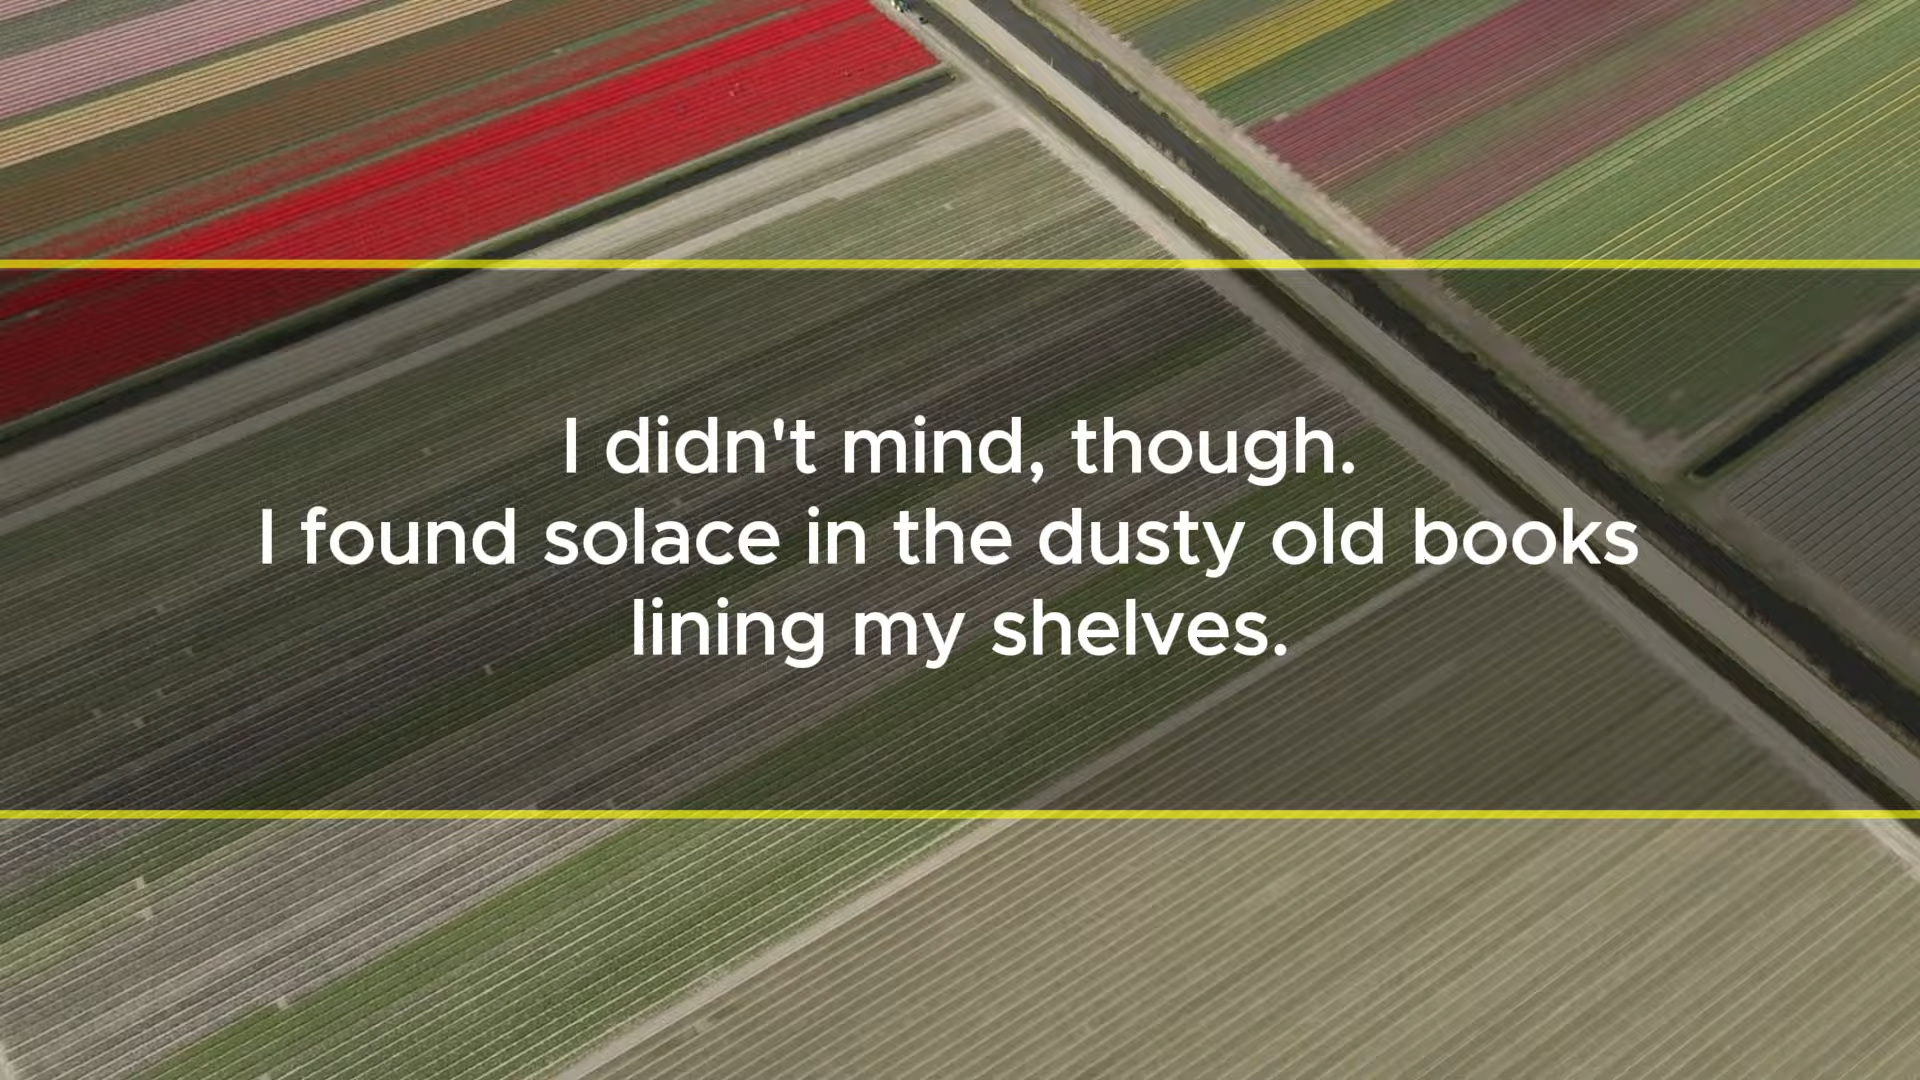 I didn't mind, though.
I found solace in the dusty old books
lining my shelves.